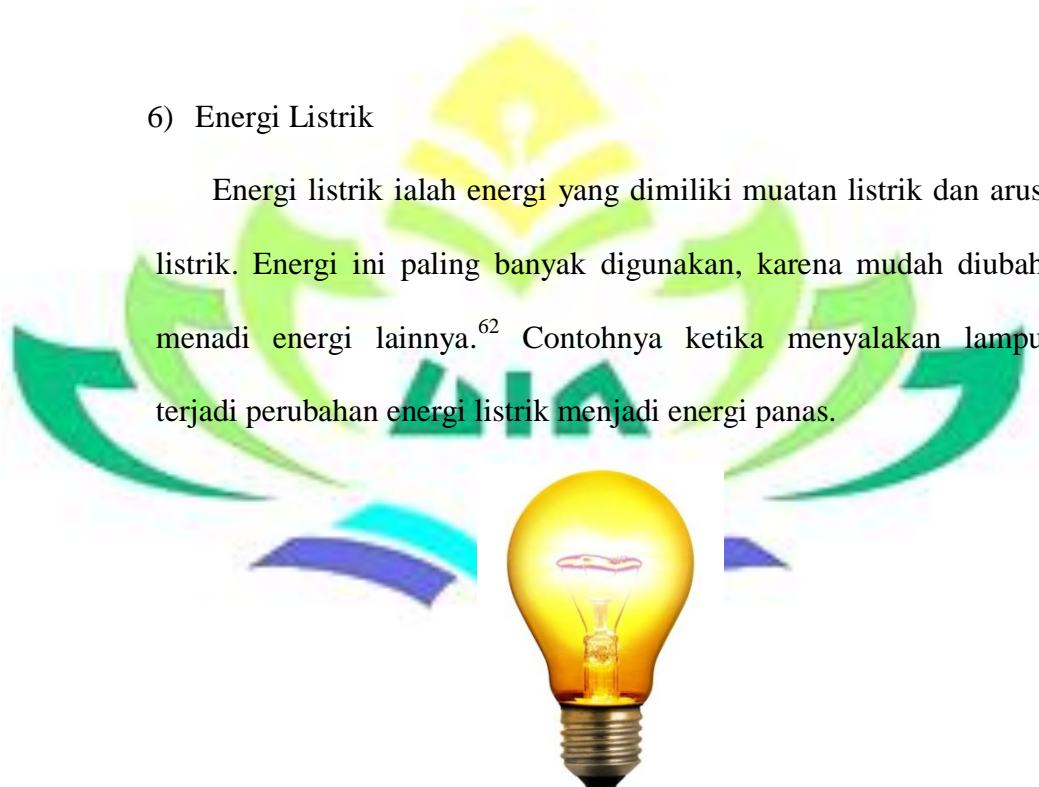 6) Energi Listrik
Energi listrik ialah energi yang dimiliki muatan listrik dan arus
listrik. Energi ini paling banyak digunakan, karena mudah diubah
menadi energi lainnya.62 Contohnya ketika menyalakan lampu
terjadi perubahan energi listrik menjadi energi panas.